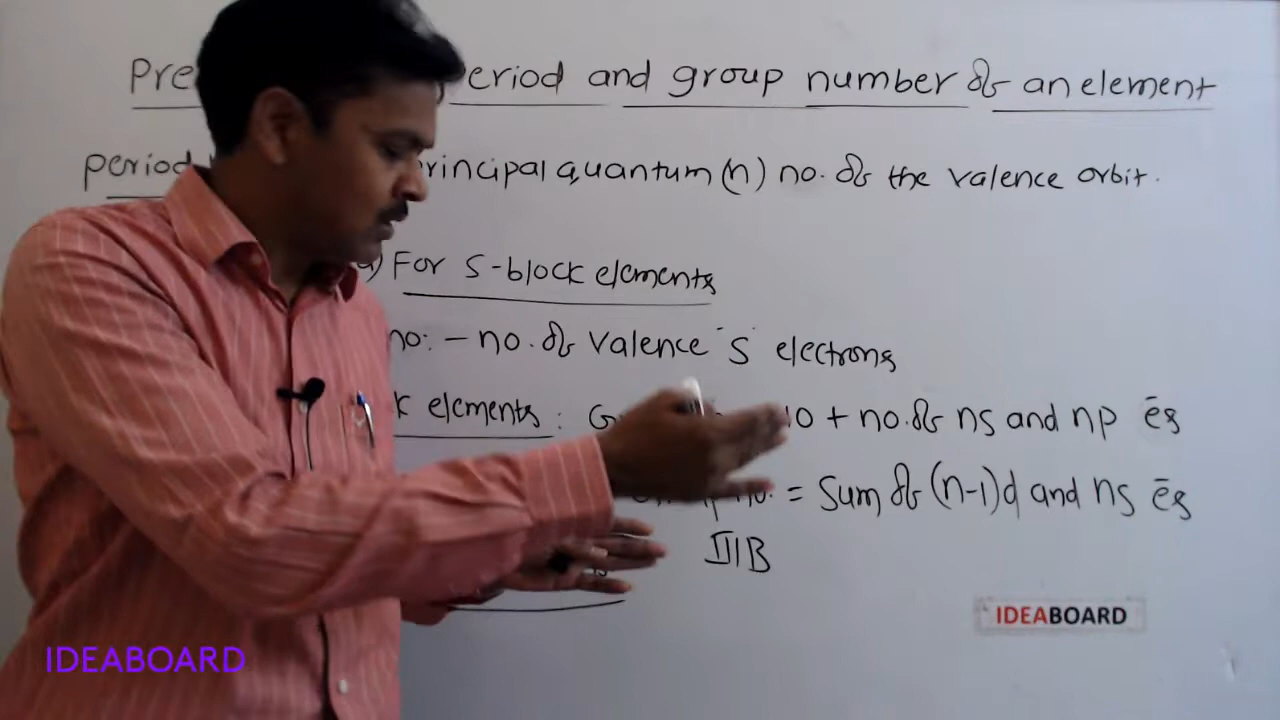 Pre eriod and group number of an element
period rincipal quantum (n) no. of the valence orbit.
a) For s-block elements
no. - no. of valence 's' electrons
k elements : G no + no. of ns and np ēs
no. = Sum of (n-1)d and ns ēs
IIIB
IDEABOARD
IDEABOARD